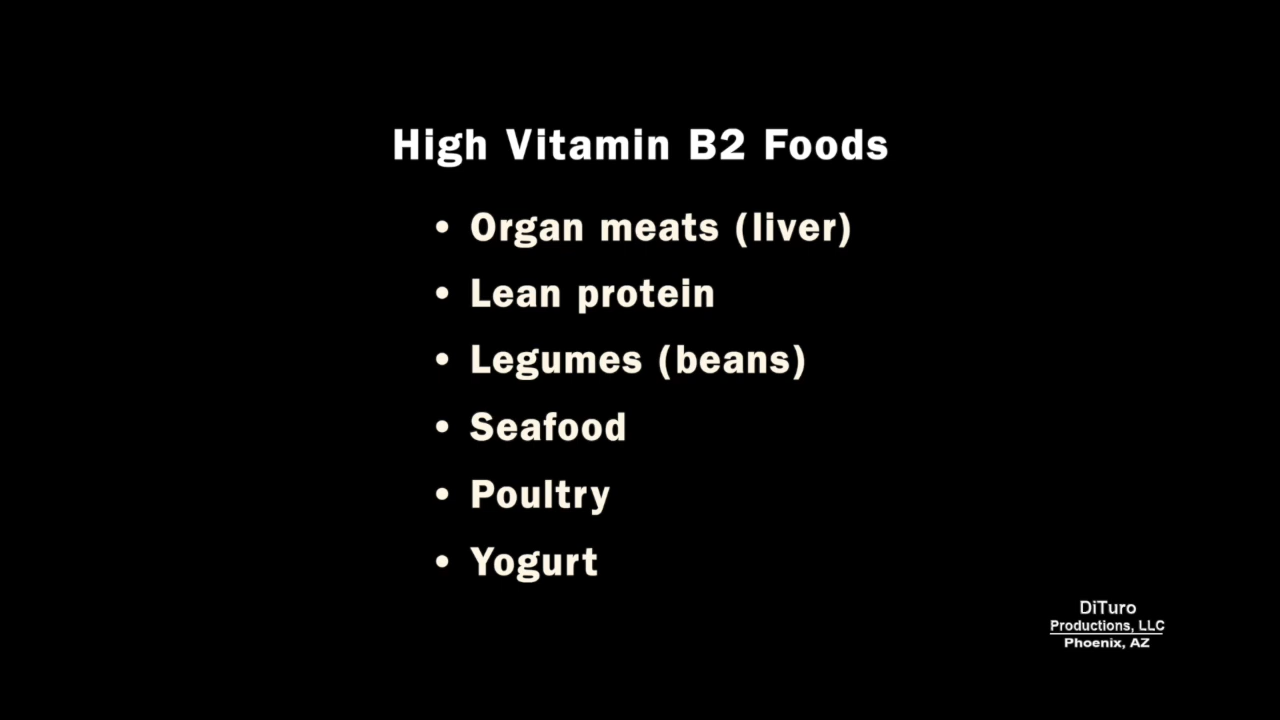 High Vitamin B2 Foods
• Organ meats (liver)
• Lean protein
• Legumes (beans)
• Seafood
• Poultry
• Yogurt
DiTuro
Productions, LLC
Phoenix, AZ